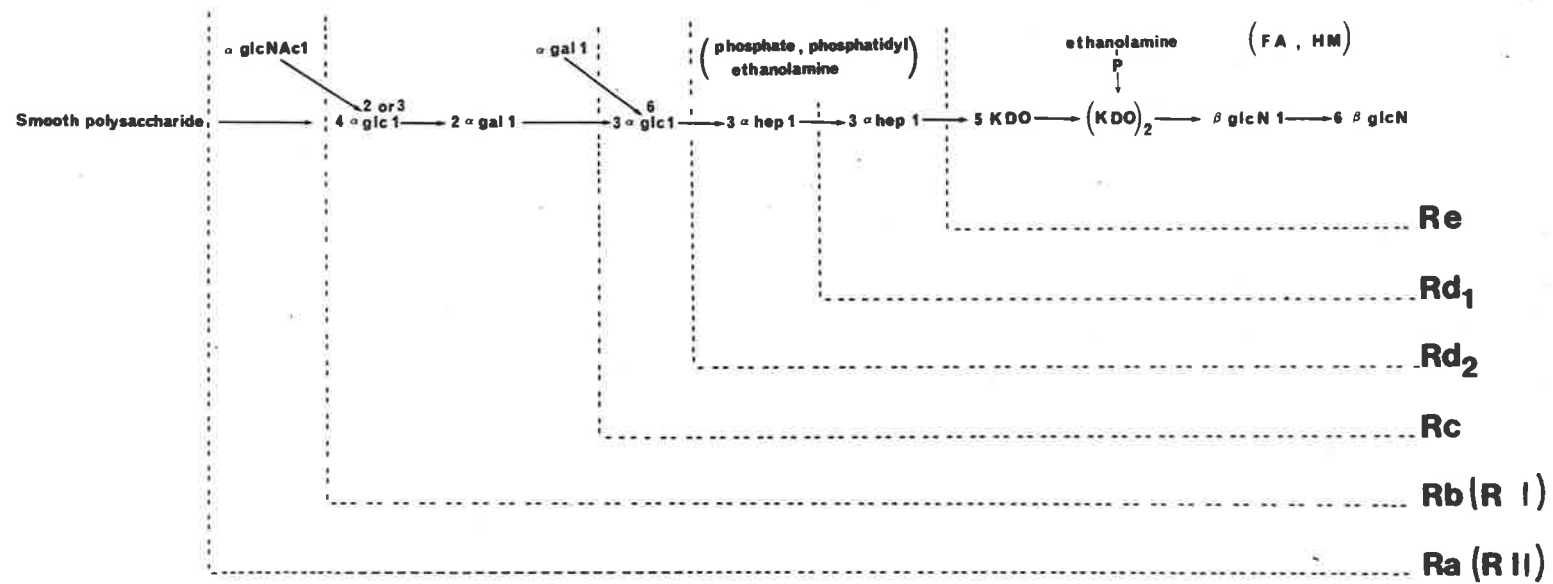 α glcNAc1
α gal 1
(phosphate, phosphatidyl
ethanolamine)
ethanolamine
P
(FA, HM)
2 or 3
6
Smooth polysaccharide 4 α glc 1 2 α gal 1 3 α glc 1 3 α hep 1 3 α hep 1 5 KDO (KDO)2 β glcN 1 6 β glcN
Re
Rd1
Rd2
Rc
Rb (R I)
Ra (R II)